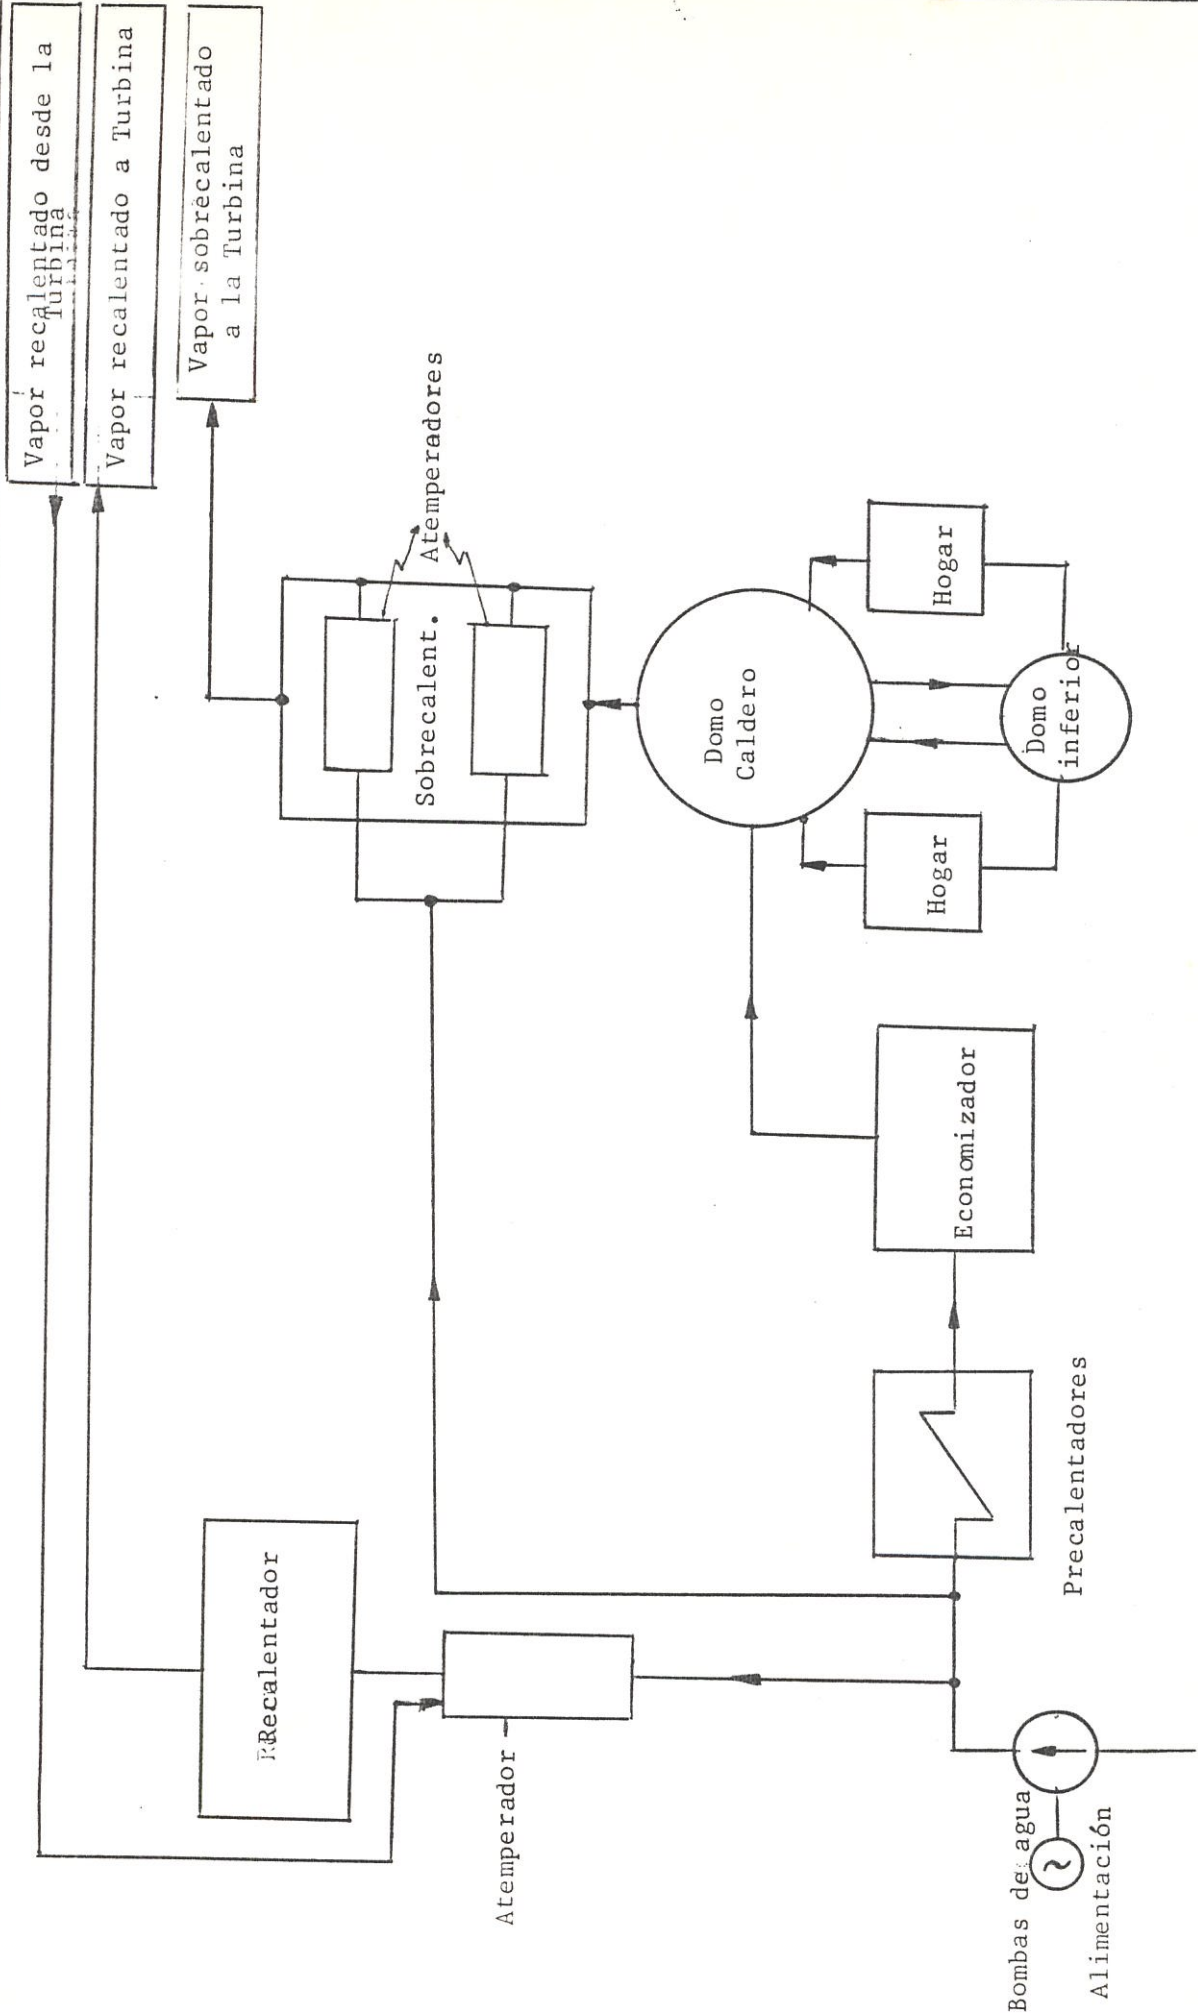 Vapor recalentado desde la
Turbina
Vapor recalentado a Turbina
Vapor sobrecalentado
a la Turbina
Atemperadores
Sobrecalent.
Domo
Caldero
Hogar
Domo
inferior
Hogar
Economizador
Precalentadores
Recalentador
Atemperador
Bombas de agua
Alimentación